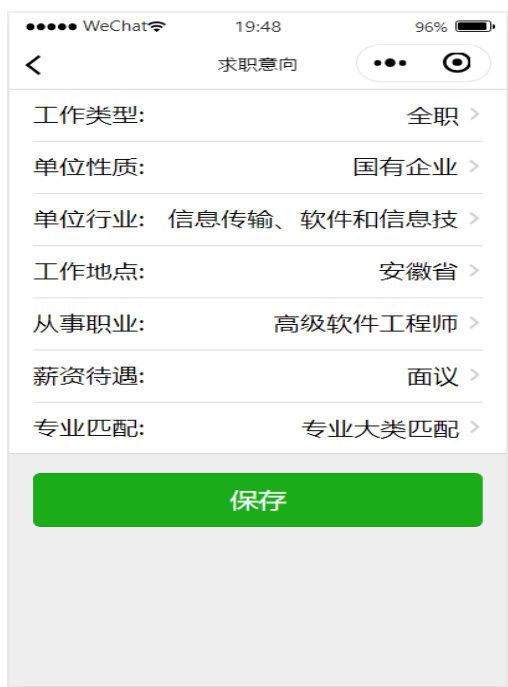 ●●●●● WeChat 19:48 96%
求职意向
工作类型: 全职
单位性质: 国有企业
单位行业: 信息传输、软件和信息技
工作地点: 安徽省
从事职业: 高级软件工程师
薪资待遇: 面议
专业匹配: 专业大类匹配
保存